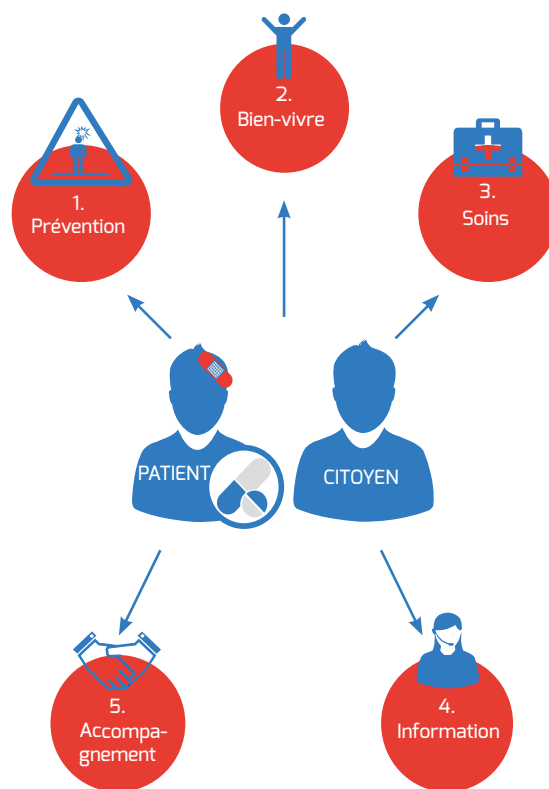 1.
Prévention
2.
Bien-vivre
3.
Soins
PATIENT
CITOYEN
4.
Information
5.
Accompa-
gnement